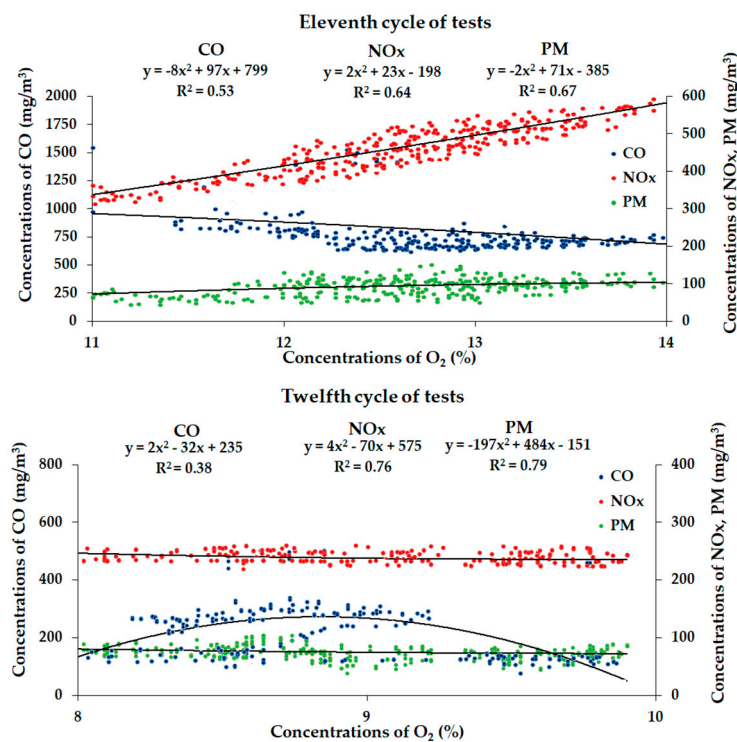 Eleventh cycle of tests
CO NOx PM
y = -8x² + 97x + 799 y = 2x² + 23x - 198 y = -2x² + 71x - 385
R² = 0.53 R² = 0.64 R² = 0.67
Concentrations of CO (mg/m³)
2000
1750
1500
1250
1000
750
500
250
0
600
500
400
300
200
100
0
Concentrations of NOx, PM (mg/m³)
CO
NOx
PM
11 12 13 14
Concentrations of O₂ (%)
Twelfth cycle of tests
CO NOx PM
y = 2x² - 32x + 235 y = 4x² - 70x + 575 y = -197x² + 484x - 151
R² = 0.38 R² = 0.76 R² = 0.79
Concentrations of CO (mg/m³)
800
600
400
200
0
400
300
200
100
0
Concentrations of NOx, PM (mg/m³)
CO
NOx
PM
8 9 10
Concentrations of O₂ (%)